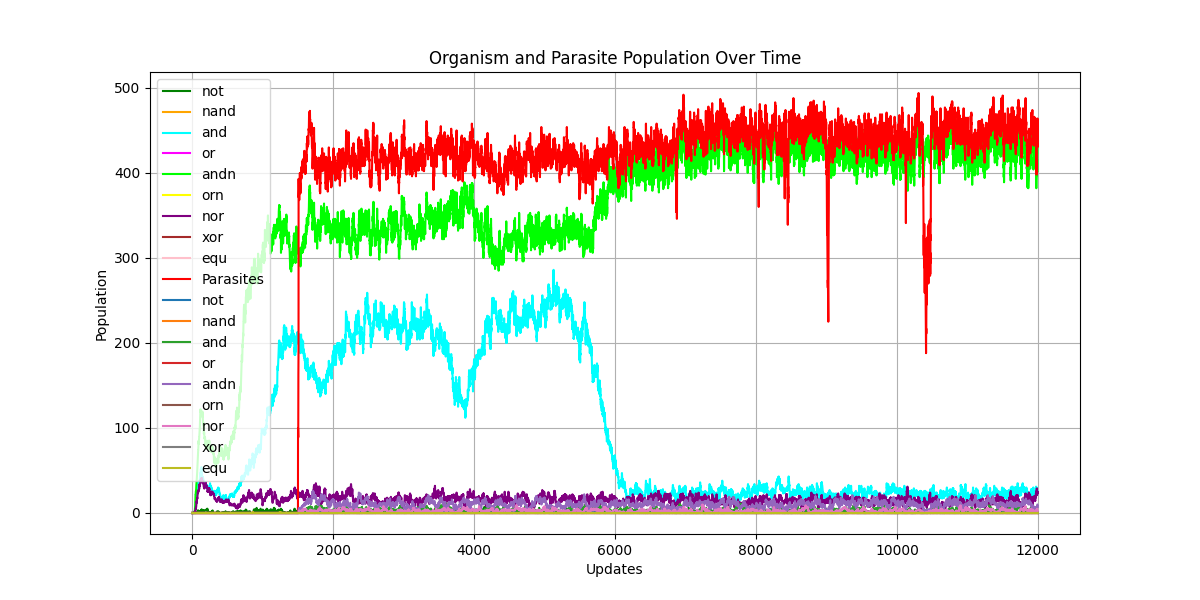 Organism and Parasite Population Over Time
500
400
300
200
100
0
Population
not
nand
and
or
andn
orn
nor
xor
equ
Parasites
not
nand
and
or
andn
orn
nor
xor
equ
0
2000
4000
6000
8000
10000
12000
Updates